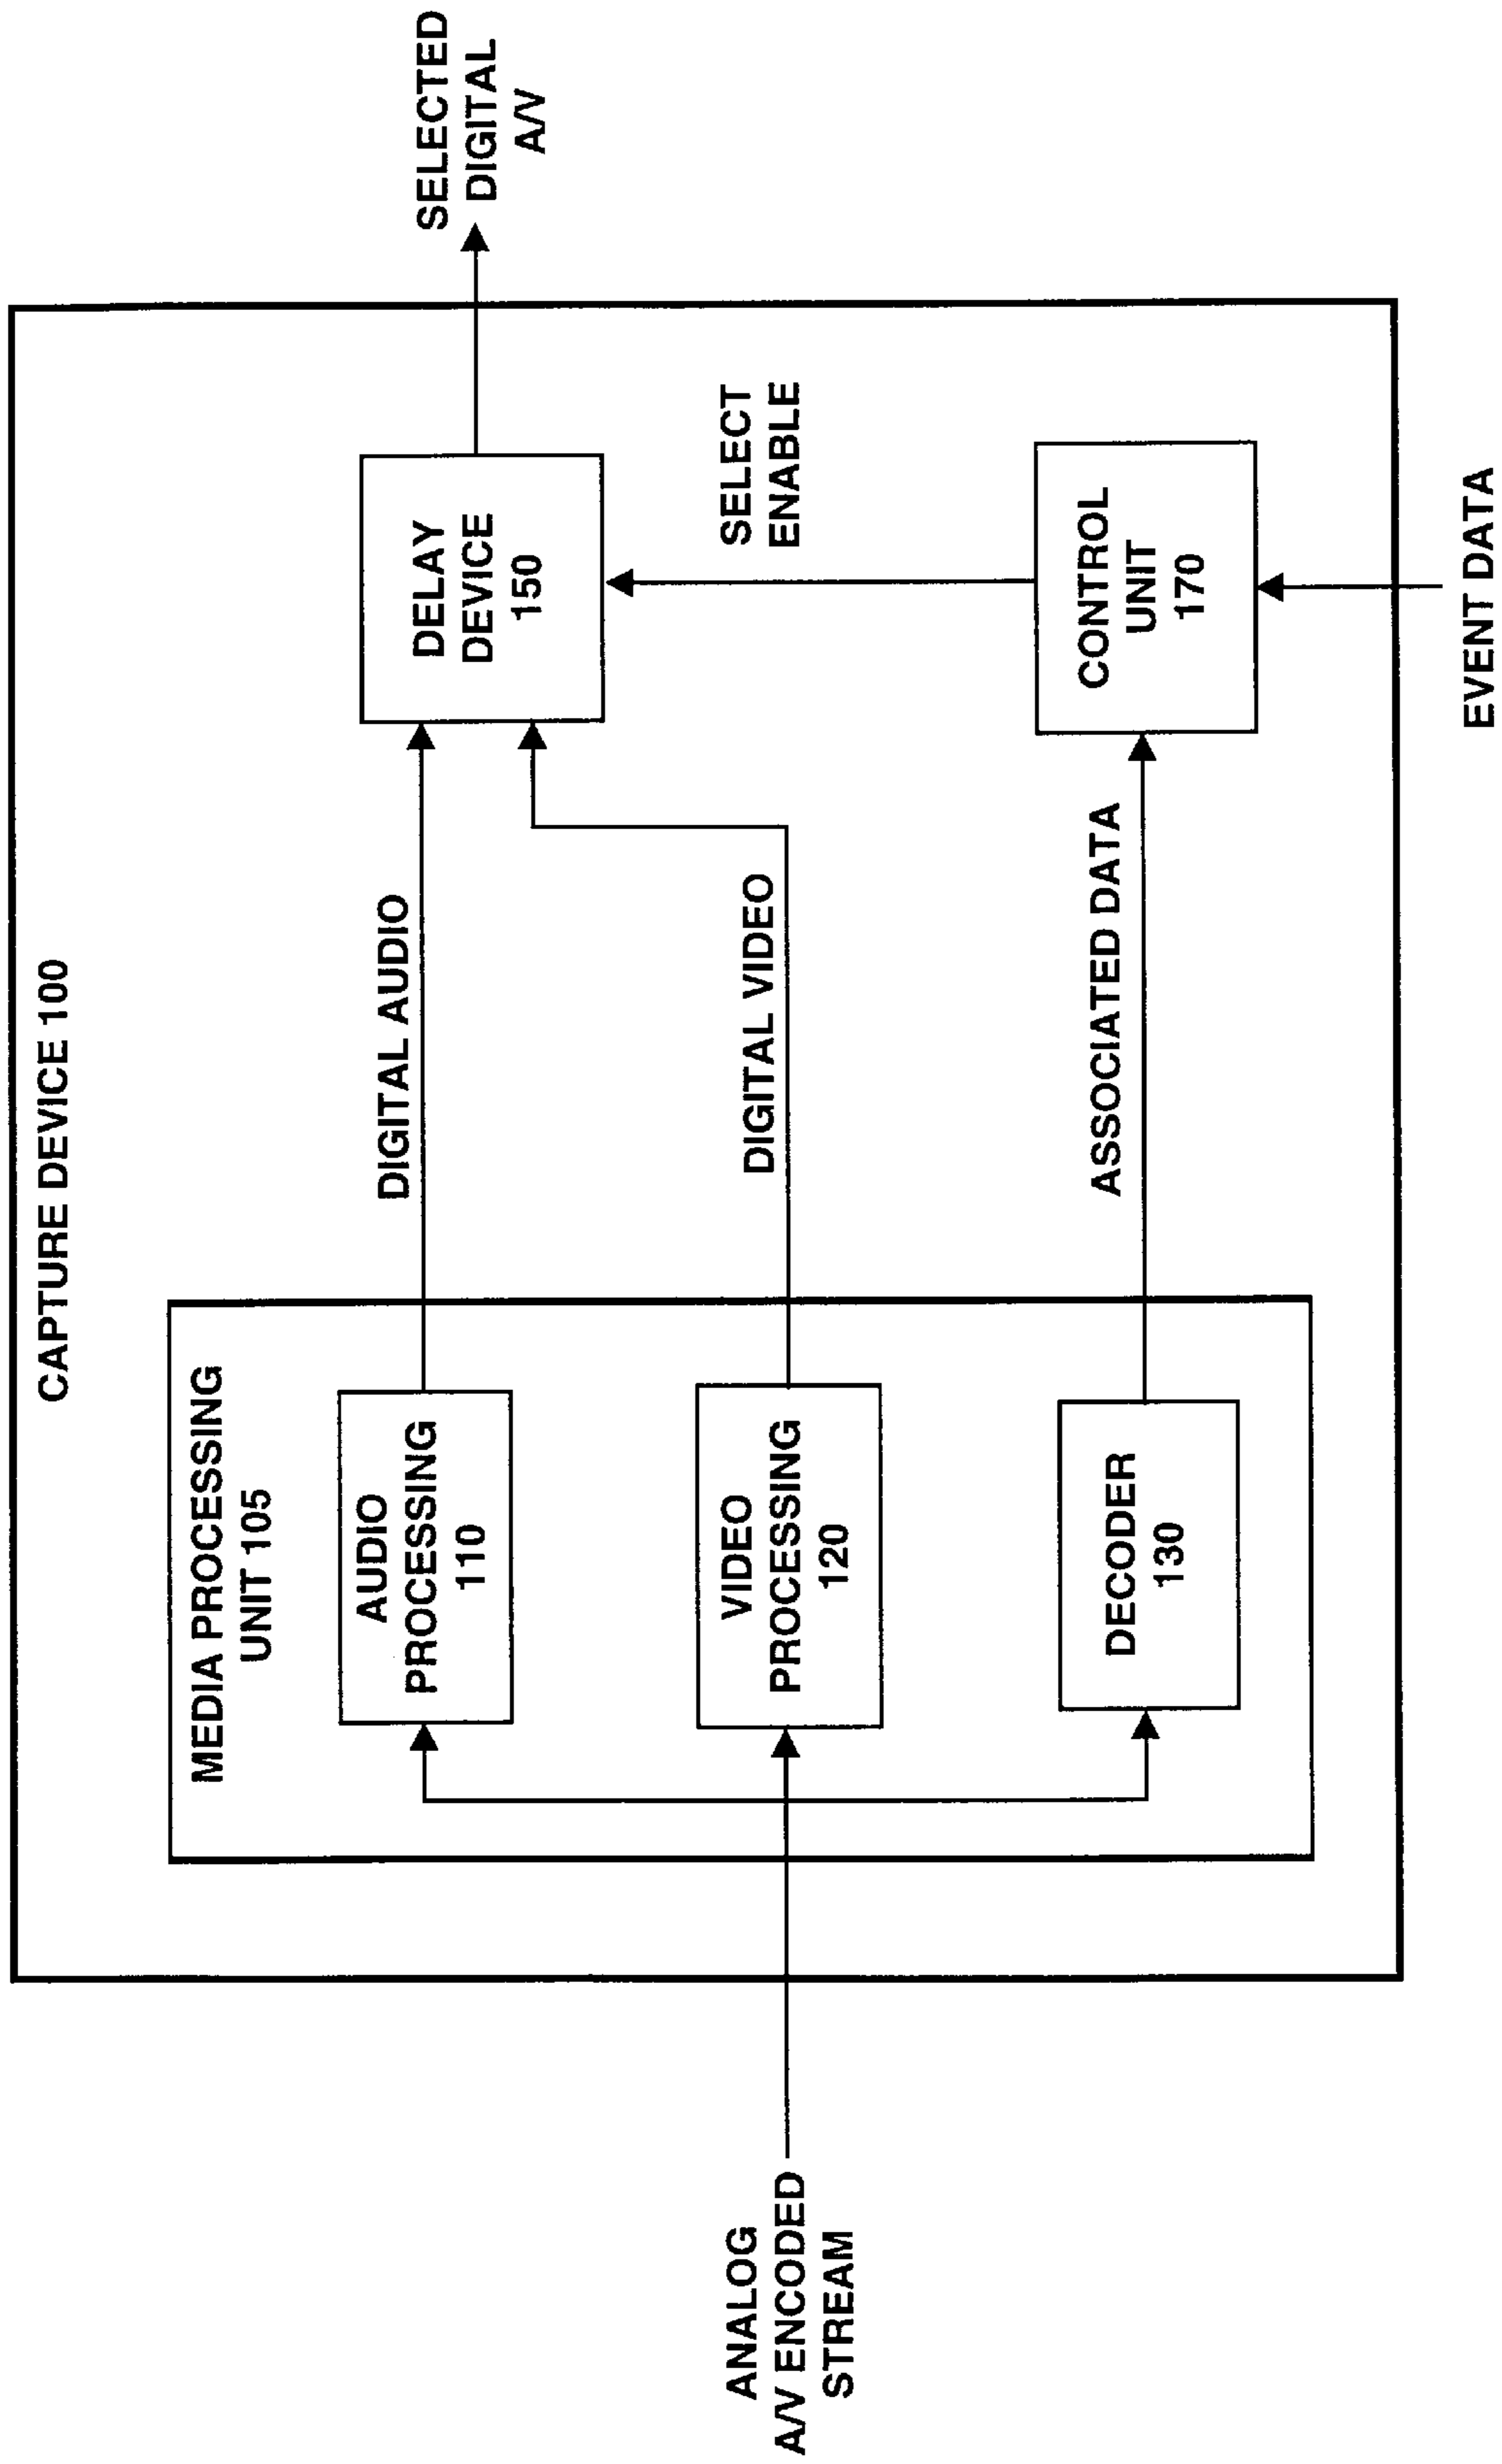 CAPTURE DEVICE 100
MEDIA PROCESSING
UNIT 105
AUDIO
PROCESSING
110
DIGITAL AUDIO
DELAY
DEVICE
150
SELECTED
DIGITAL
A/V
ANALOG
A/V ENCODED
STREAM
VIDEO
PROCESSING
120
DIGITAL VIDEO
SELECT
ENABLE
DECODER
130
ASSOCIATED DATA
CONTROL
UNIT
170
EVENT DATA